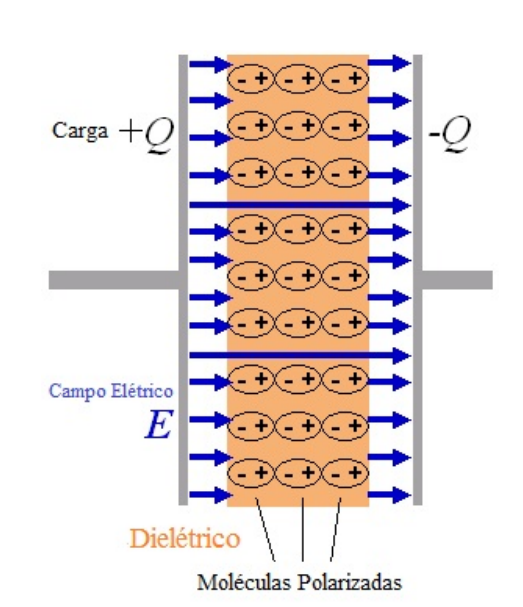 Carga +Q
-Q
Campo Elétrico
E
Dielétrico
Moléculas Polarizadas